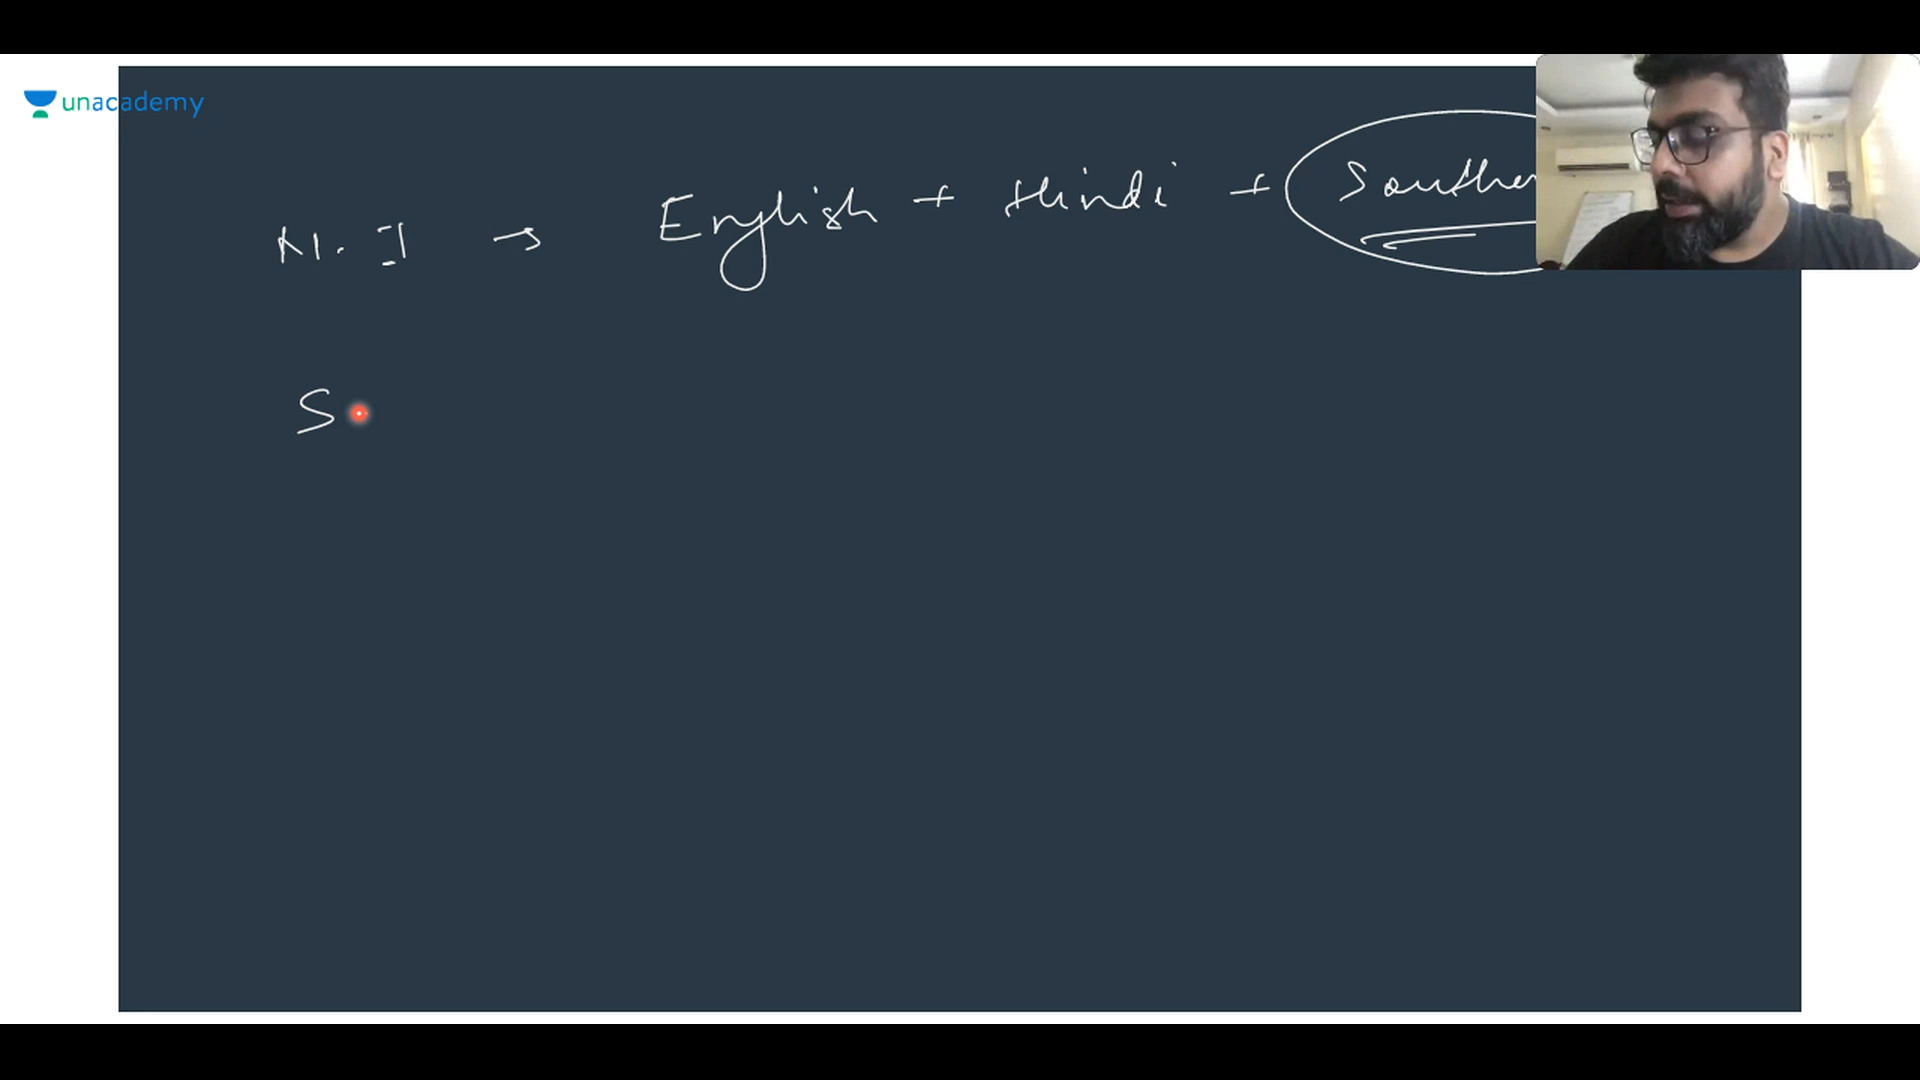 unacademy
N. I → English + Hindi + Southe
S